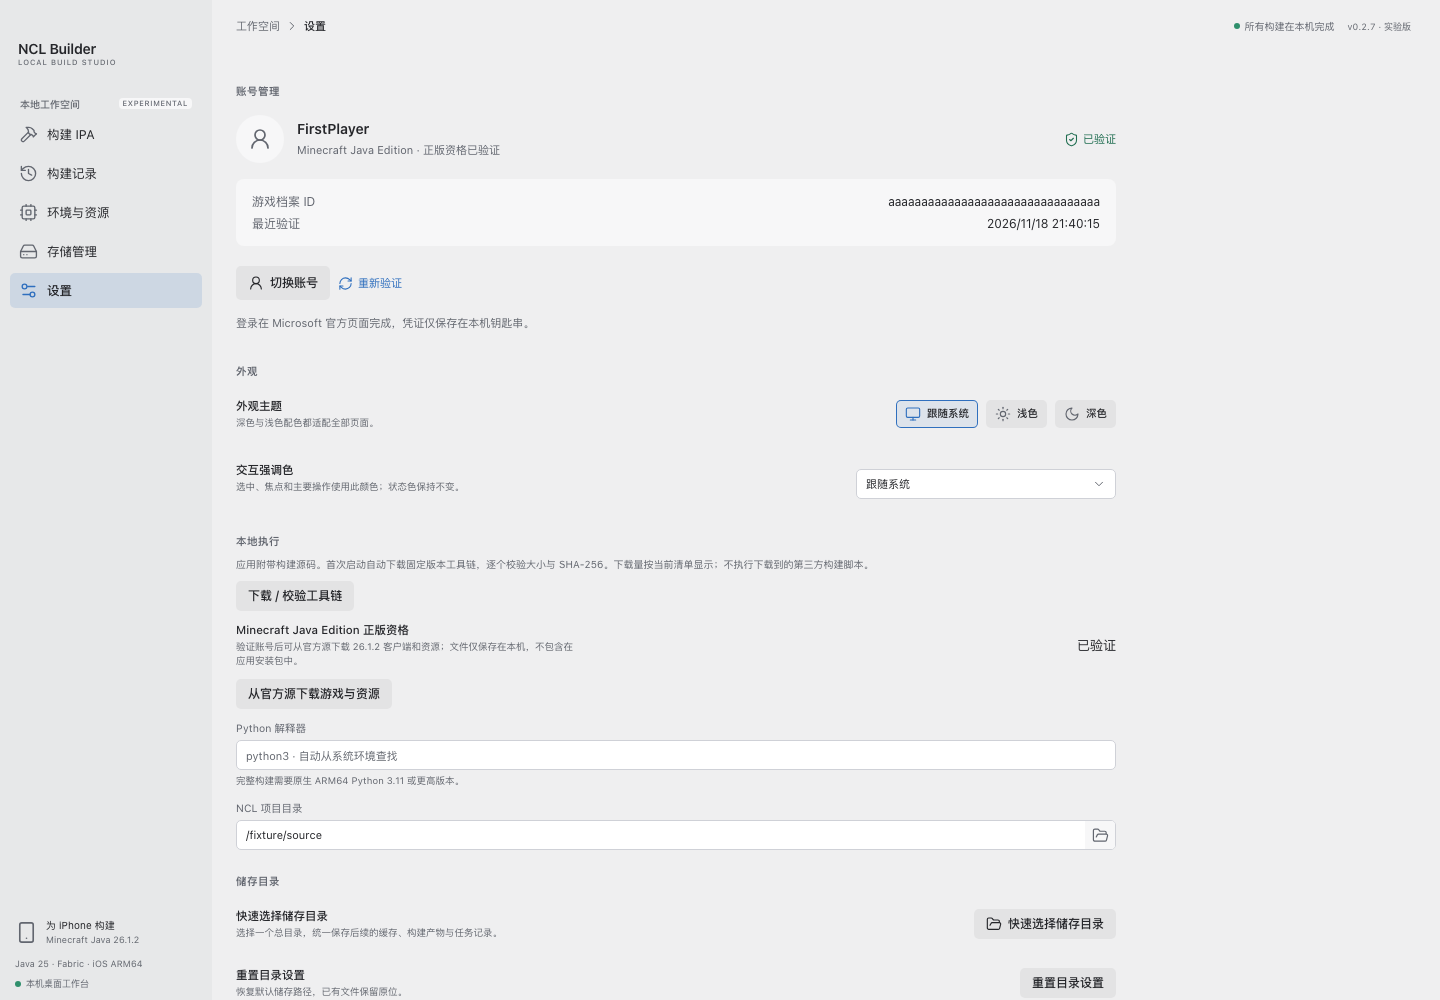 NCL Builder
LOCAL BUILD STUDIO
本地工作空间 EXPERIMENTAL
构建 IPA
构建记录
环境与资源
存储管理
设置
为 iPhone 构建
Minecraft Java 26.1.2
Java 25 · Fabric · iOS ARM64
本机桌面工作台
工作空间 > 设置
所有构建在本机完成 v0.2.7 · 实验版
账号管理
FirstPlayer
Minecraft Java Edition · 正版资格已验证
已验证
游戏档案 ID aaaaaaaaaaaaaaaaaaaaaaaaaaaaaaaa
最近验证 2026/11/18 21:40:15
切换账号 重新验证
登录在 Microsoft 官方页面完成，凭证仅保存在本机钥匙串。
外观
外观主题
深色与浅色配色都适配全部页面。
跟随系统 浅色 深色
交互强调色
选中、焦点和主要操作使用此颜色；状态色保持不变。
跟随系统
本地执行
应用附带构建源码。首次启动自动下载固定版本工具链，逐个校验大小与 SHA-256。下载量按当前清单显示；不执行下载到的第三方构建脚本。
下载 / 校验工具链
Minecraft Java Edition 正版资格
验证账号后可从官方源下载 26.1.2 客户端和资源；文件仅保存在本机，不包含在
应用安装包中。
已验证
从官方源下载游戏与资源
Python 解释器
python3 · 自动从系统环境查找
完整构建需要原生 ARM64 Python 3.11 或更高版本。
NCL 项目目录
/fixture/source
储存目录
快速选择储存目录
选择一个总目录，统一保存后续的缓存、构建产物与任务记录。
快速选择储存目录
重置目录设置
恢复默认储存路径，已有文件保留原位。
重置目录设置